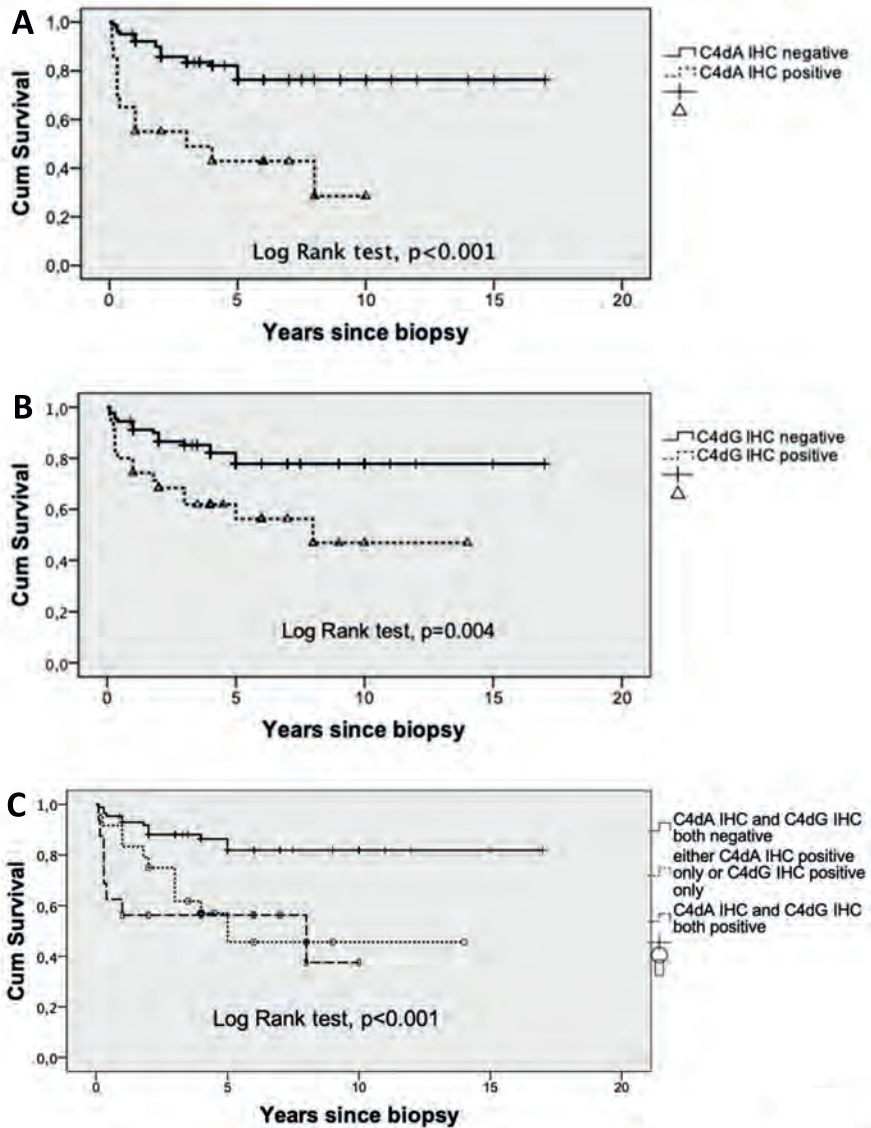 A
1,0
0,8
0,6
0,4
0,2
0,0
Cum Survival
Log Rank test, p<0.001
0 5 10 15 20
Years since biopsy
C4dA IHC negative
C4dA IHC positive
B
1,0
0,8
0,6
0,4
0,2
0,0
Cum Survival
Log Rank test, p=0.004
0 5 10 15 20
Years since biopsy
C4dG IHC negative
C4dG IHC positive
C
1,0
0,8
0,6
0,4
0,2
0,0
Cum Survival
Log Rank test, p<0.001
0 5 10 15 20
Years since biopsy
C4dA IHC and C4dG IHC
both negative
either C4dA IHC positive
only or C4dG IHC positive
only
C4dA IHC and C4dG IHC
both positive